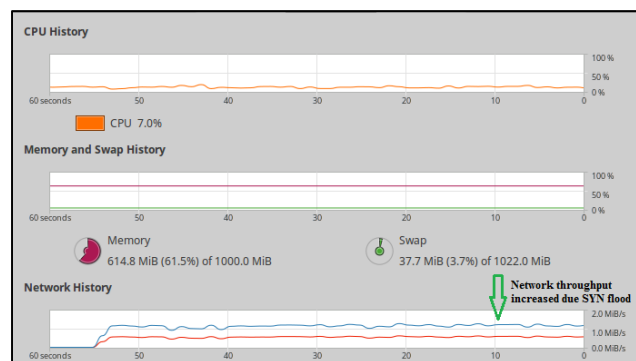 CPU History
100 %
50 %
0 %
60 seconds 50 40 30 20 10 0
CPU 7.0%
Memory and Swap History
100 %
50 %
0 %
60 seconds 50 40 30 20 10 0
Memory
614.8 MiB (61.5%) of 1000.0 MiB
Swap
37.7 MiB (3.7%) of 1022.0 MiB
Network History
Network throughput
increased due SYN flood
2.0 MiB/s
1.0 MiB/s
0.0 MiB/s
60 seconds 50 40 30 20 10 0